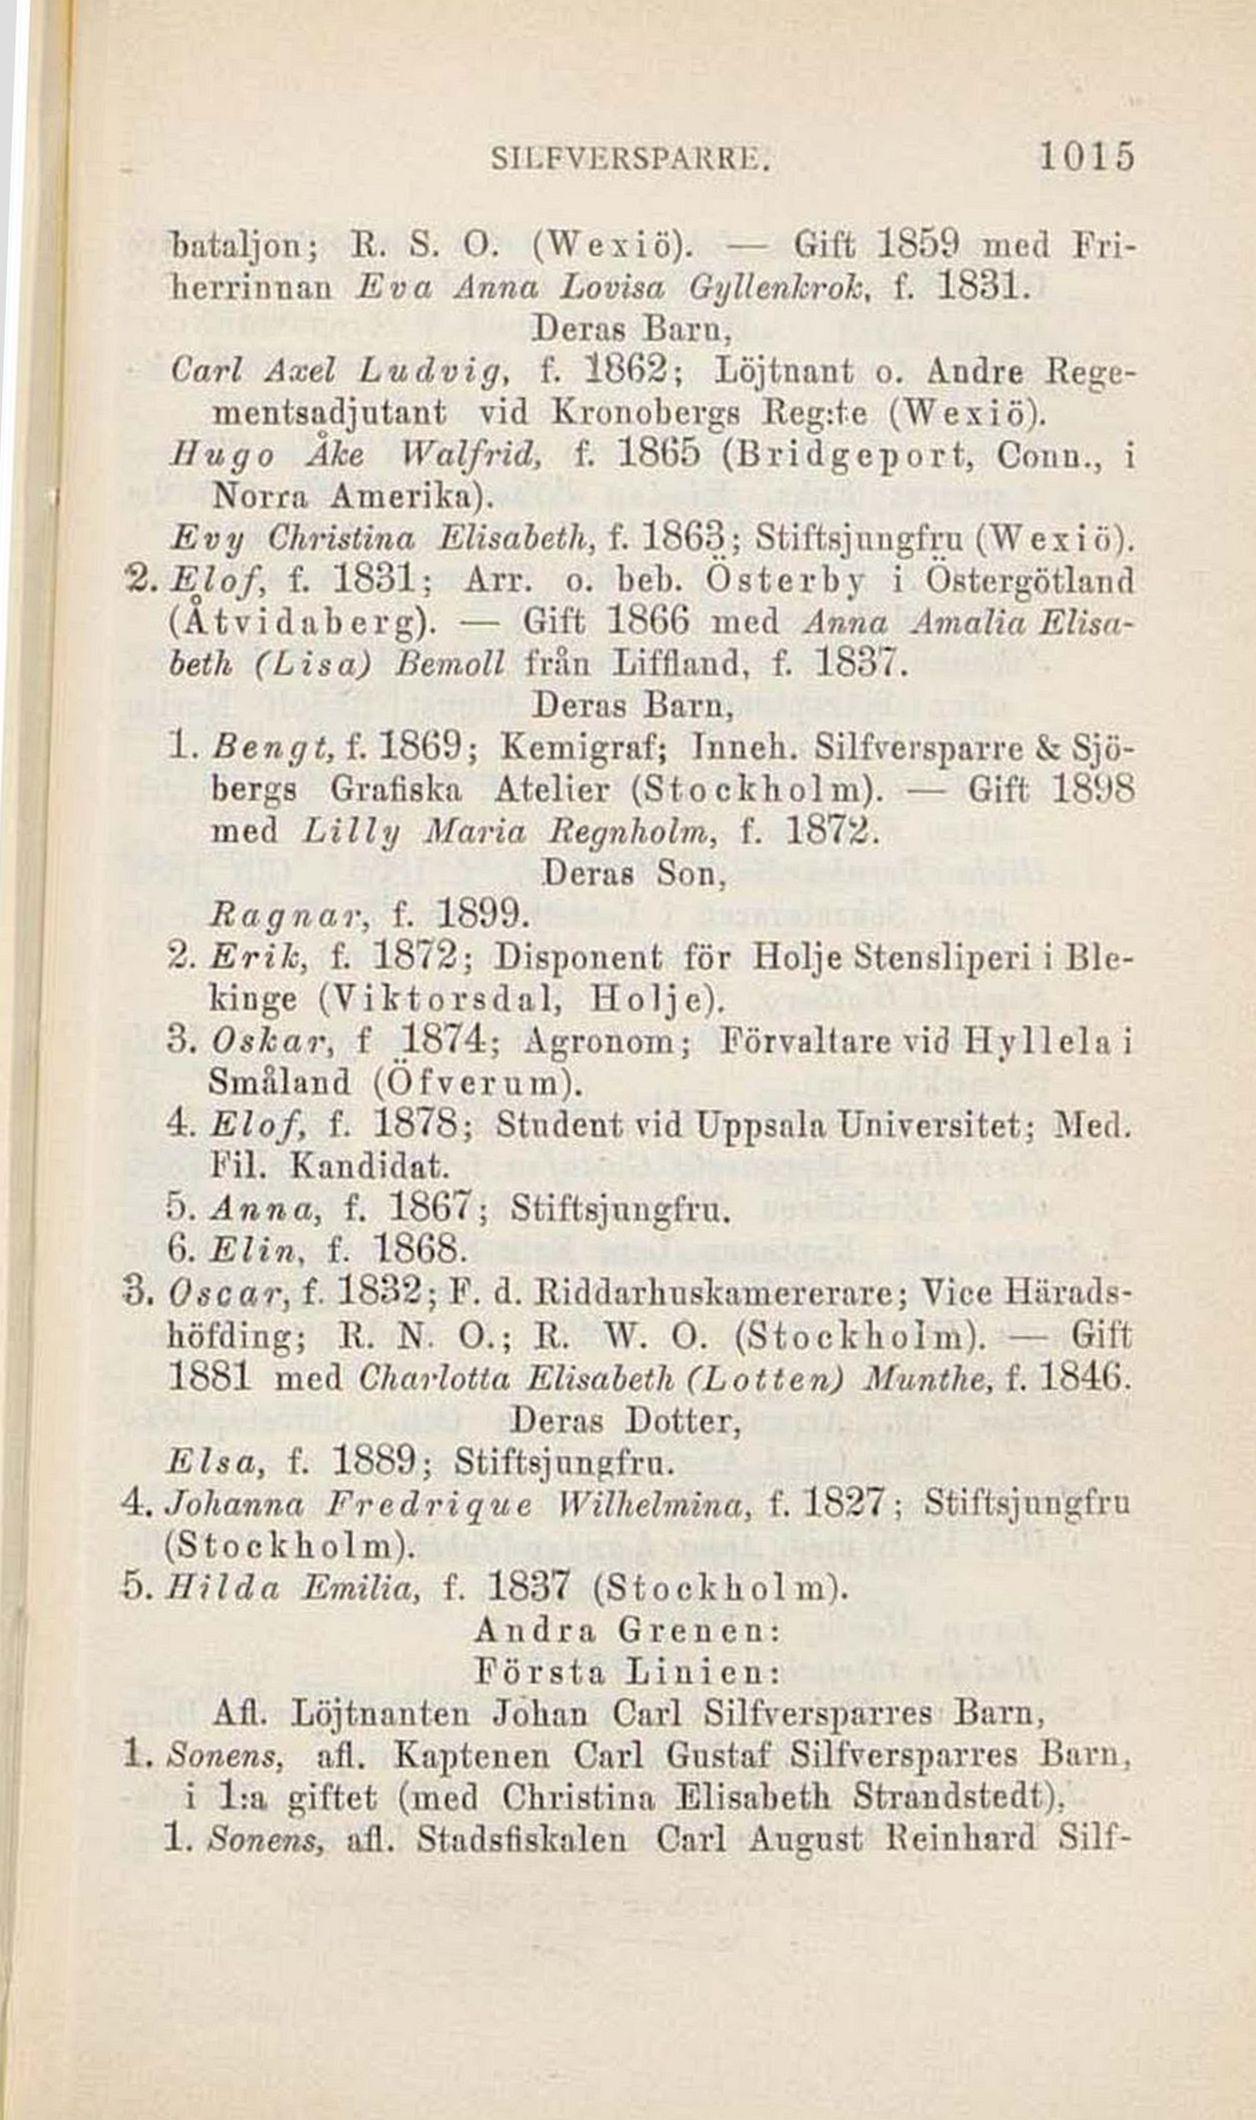 SILFVERSPARRE. 1015
bataljon; R. S. O. (Wexiö). — Gift 1859 med Fri-
herrinnan Eva Anna Lovisa Gyllenkrok, f. 1831.
Deras Barn,
Carl Axel Ludvig, f. 1862; Löjtnant o. Andre Rege-
mentsadjutant vid Kronobergs Reg:te (Wexiö).
Hugo Åke Walfrid, f. 1865 (Bridgeport, Conn., i
Norra Amerika).
Evy Christina Elisabeth, f. 1863; Stiftsjungfru (Wexiö).
2. Elof, f. 1831; Arr. o. beb. Österby i Östergötland
(Åtvidaberg). — Gift 1866 med Anna Amalia Elisa-
beth (Lisa) Bemoll från Liffland, f. 1837.
Deras Barn,
1. Bengt, f. 1869; Kemigraf; Inneh. Silfversparre & Sjö-
bergs Grafiska Atelier (Stockholm). — Gift 1898
med Lilly Maria Regnholm, f. 1872.
Deras Son,
Ragnar, f. 1899.
2. Erik, f. 1872; Disponent för Holje Stensliperi i Ble-
kinge (Viktorsdal, Holje).
3. Oskar, f 1874; Agronom; Förvaltare vid Hyllela i
Småland (Öfverum).
4. Elof, f. 1878; Student vid Uppsala Universitet; Med.
Fil. Kandidat.
5. Anna, f. 1867; Stiftsjungfru.
6. Elin, f. 1868.
3. Oscar, f. 1832; F. d. Riddarhuskamererare; Vice Härads-
höfding; R. N. O.; R. W. O. (Stockholm). — Gift
1881 med Charlotta Elisabeth (Lotten) Munthe, f. 1846.
Deras Dotter,
Elsa, f. 1889; Stiftsjungfru.
4. Johanna Fredrique Wilhelmina, f. 1827; Stiftsjungfru
(Stockholm).
5. Hilda Emilia, f. 1837 (Stockholm).
Andra Grenen:
Första Linien:
Afl. Löjtnanten Johan Carl Silfversparres Barn,
1. Sonens, afl. Kaptenen Carl Gustaf Silfversparres Barn,
i 1:a giftet (med Christina Elisabeth Strandstedt),
1. Sonens, afl. Stadsfiskalen Carl August Reinhard Silf-